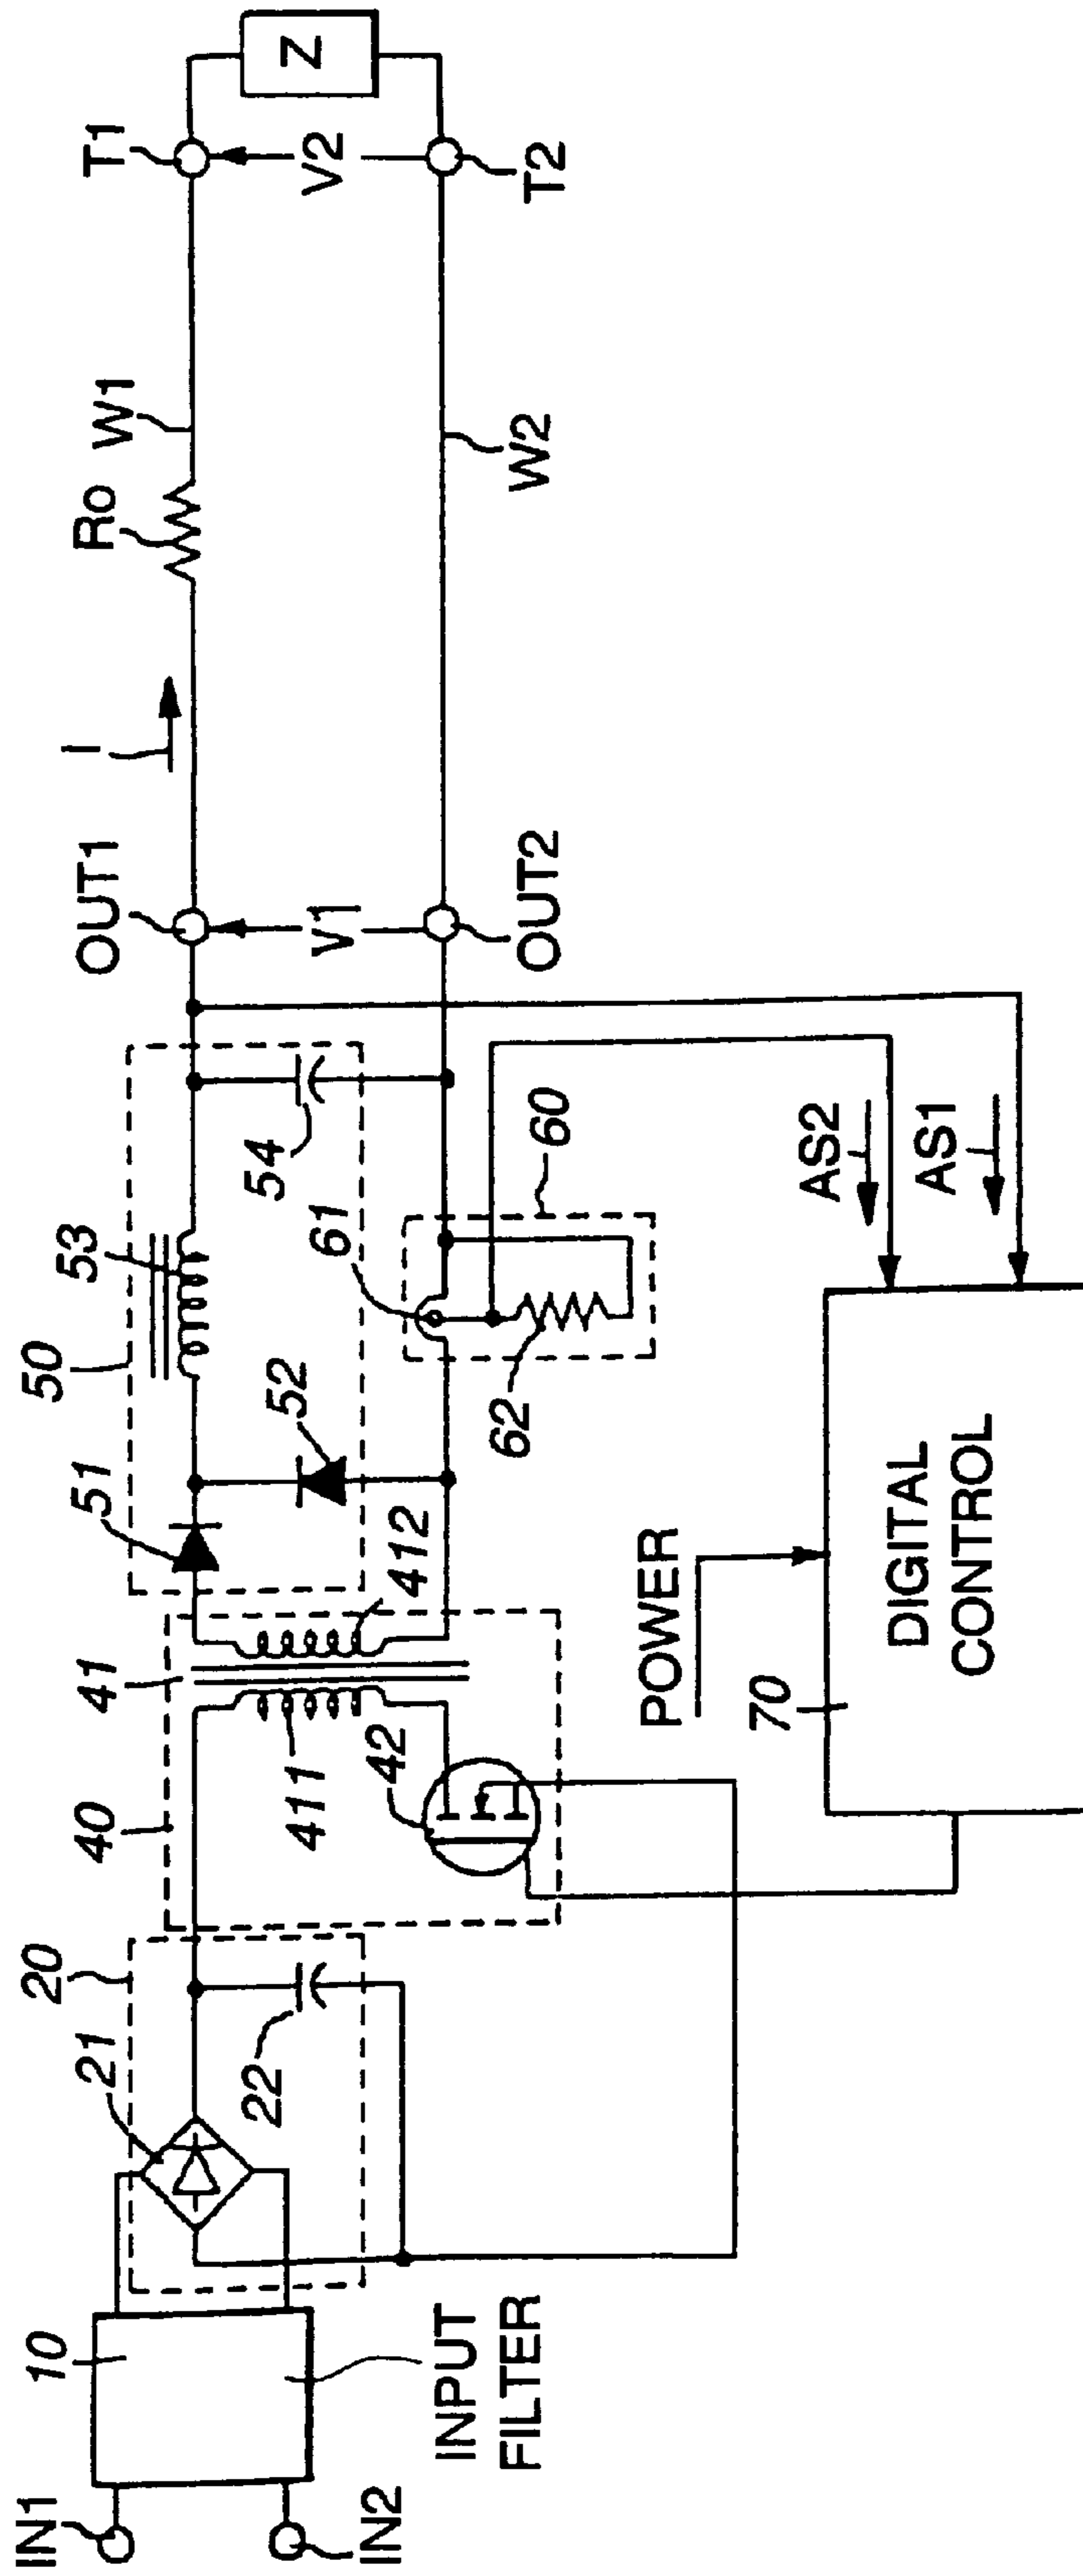 IN1
IN2
10
INPUT
FILTER
20
21
22
40
41
411
412
42
50
51
52
53
54
60
61
62
POWER
70
DIGITAL
CONTROL
AS2
AS1
OUT1
V1
OUT2
I
Ro
W1
W2
T1
V2
T2
Z